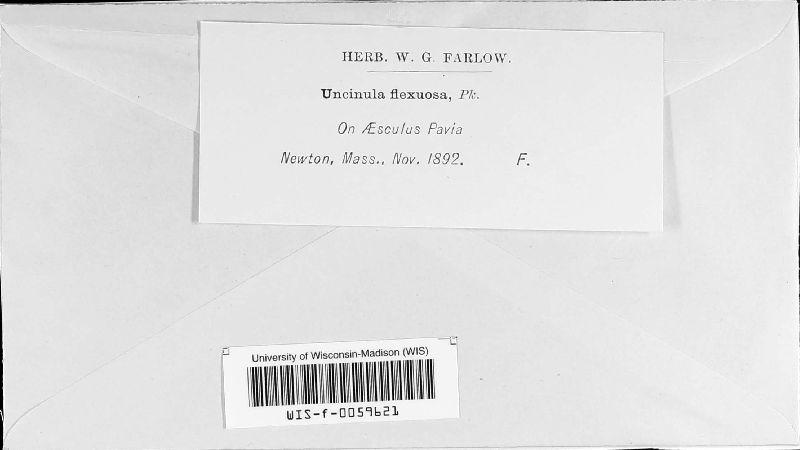 HERB. W. G. FARLOW.
Uncinula flexuosa, Pk.
On Æsculus Pavia
Newton, Mass., Nov. 1892. F.
University of Wisconsin-Madison (WIS)
WIS-f-0059621